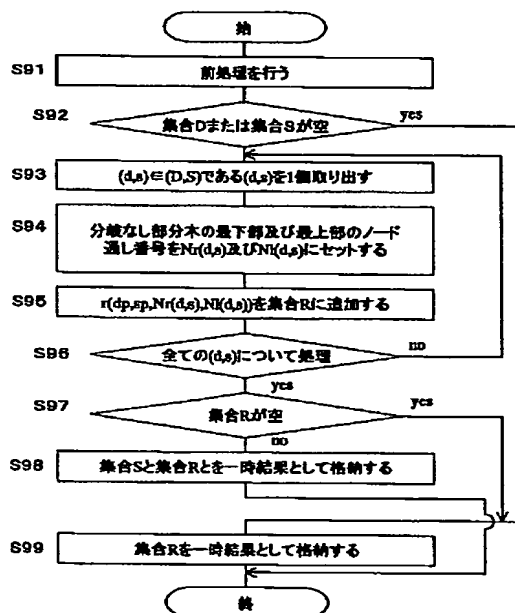 始
S91
前処理を行う
S92
集合Dまたは集合Sが空
yes
S93
(d,s)∈(D,S)である(d,s)を1個取り出す
S94
分岐なし部分木の最下部及び最上部のノード
通し番号をNr(d,s)及びNl(d,s)にセットする
S95
r(dp,sp,Nr(d,s),Nl(d,s))を集合Rに追加する
S96
全ての(d,s)について処理
no
yes
S97
集合Rが空
yes
no
S98
集合Sと集合Rとを一時結果として格納する
S99
集合Rを一時結果として格納する
終